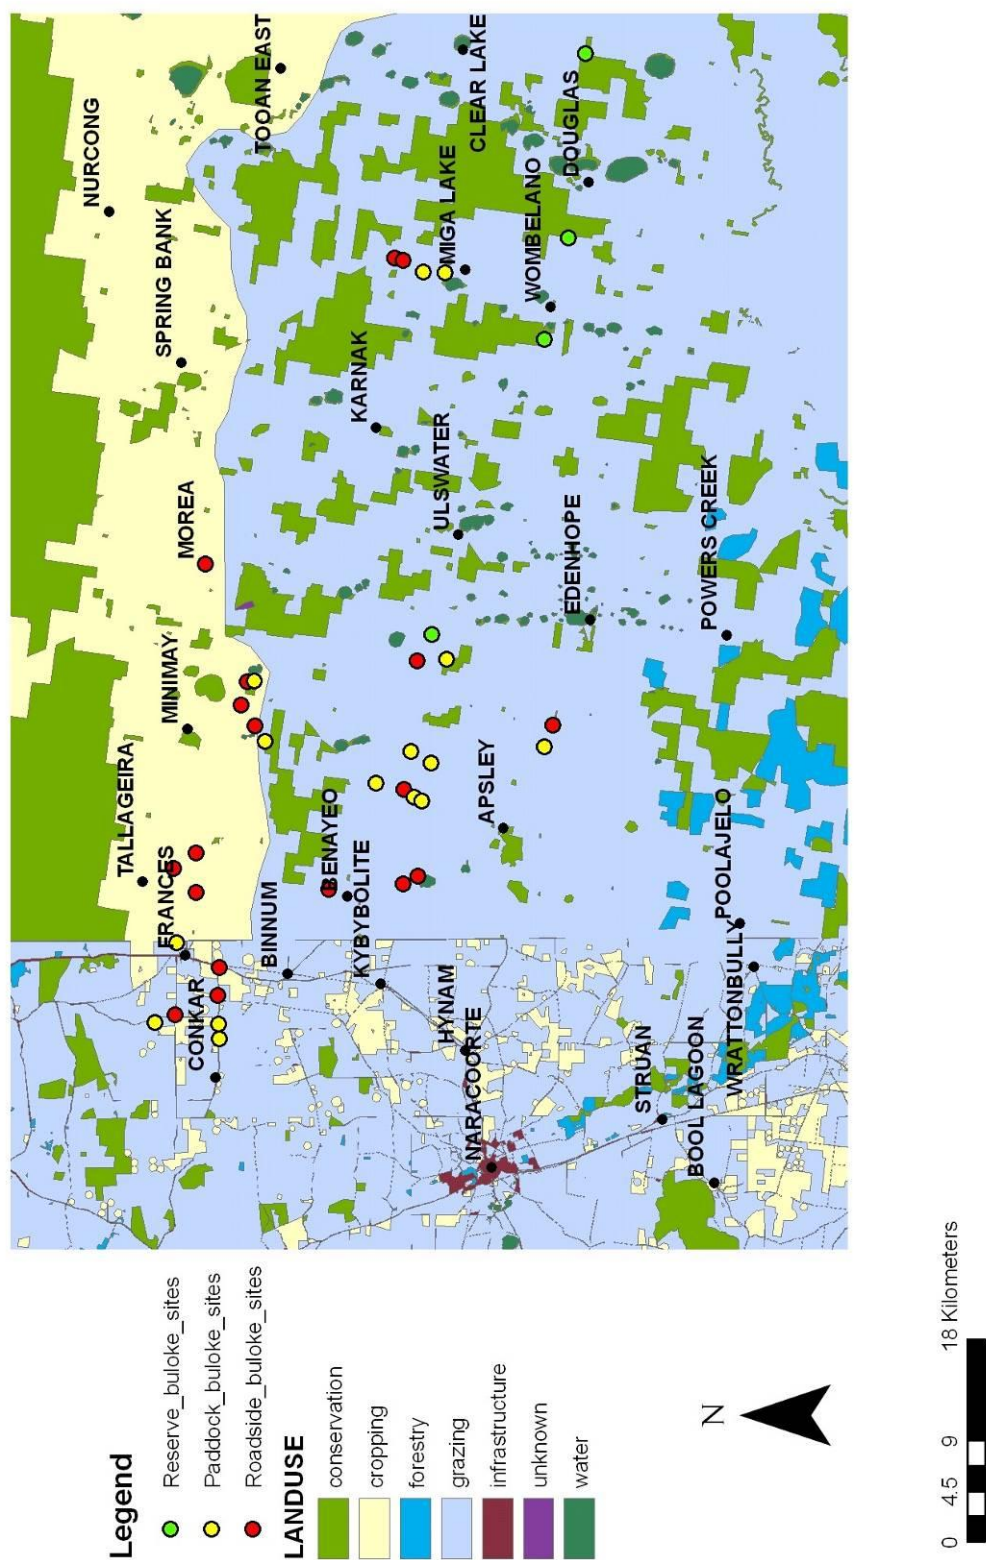 NURCONG
TOOAN EAST
SPRING BANK
CLEAR LAKE
MIGA LAKE
DOUGLAS
WOMBELANO
KARNAK
ULSWATER
MOREA
EDENHOPE
POWERS CREEK
MINIMAY
TALLAGEIRA
FRANCES
BENAYEO
APSLEY
BINNUM
KYBYBOLITE
POOLAJELO
CONKAR
HYNAM
NARACOORTE
STRUAN
WRATTONBULLY
BOOL LAGOON
Legend
Reserve_buloke_sites
Paddock_buloke_sites
Roadside_buloke_sites
LANDUSE
conservation
cropping
forestry
grazing
infrastructure
unknown
water
N
0 4.5 9 18 Kilometers